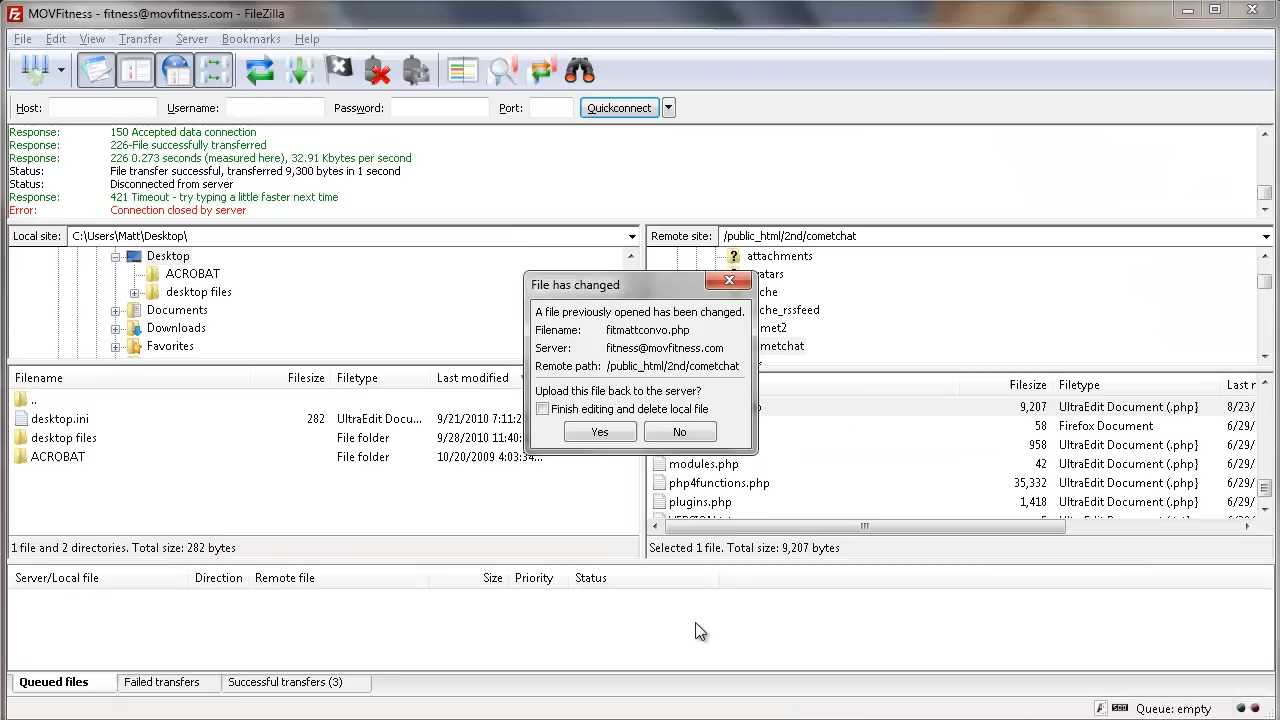 MOVFitness - fitness@movfitness.com - FileZilla
File Edit View Transfer Server Bookmarks Help
Host: Username: Password: Port: Quickconnect
Response: 150 Accepted data connection
Response: 226-File successfully transferred
Response: 226 0.273 seconds (measured here), 32.91 Kbytes per second
Status: File transfer successful, transferred 9,300 bytes in 1 second
Status: Disconnected from server
Response: 421 Timeout - try typing a little faster next time
Error: Connection closed by server
Local site: C:\Users\Matt\Desktop\
Desktop
ACROBAT
desktop files
Documents
Downloads
Favorites
Remote site: /public_html/2nd/cometchat
attachments
atars
che
che_rssfeed
met2
metchat
File has changed
A file previously opened has been changed.
Filename: fitmattconvo.php
Server: fitness@movfitness.com
Remote path: /public_html/2nd/cometchat
Upload this file back to the server?
Finish editing and delete local file
Yes No
Filename Filesize Filetype Last modified
..
desktop.ini 282 UltraEdit Docu... 9/21/2010 7:11:2
desktop files File folder 9/28/2010 11:40:
ACROBAT File folder 10/20/2009 4:03:34...
1 file and 2 directories. Total size: 282 bytes
Filesize Filetype Last r
9,207 UltraEdit Document (.php) 8/23/
58 Firefox Document 6/29/
958 UltraEdit Document (.php) 6/29/
modules.php 42 UltraEdit Document (.php) 6/29/
php4functions.php 35,332 UltraEdit Document (.php) 6/29/
plugins.php 1,418 UltraEdit Document (.php) 6/29/
Selected 1 file. Total size: 9,207 bytes
Server/Local file Direction Remote file Size Priority Status
Queued files Failed transfers Successful transfers (3)
Queue: empty